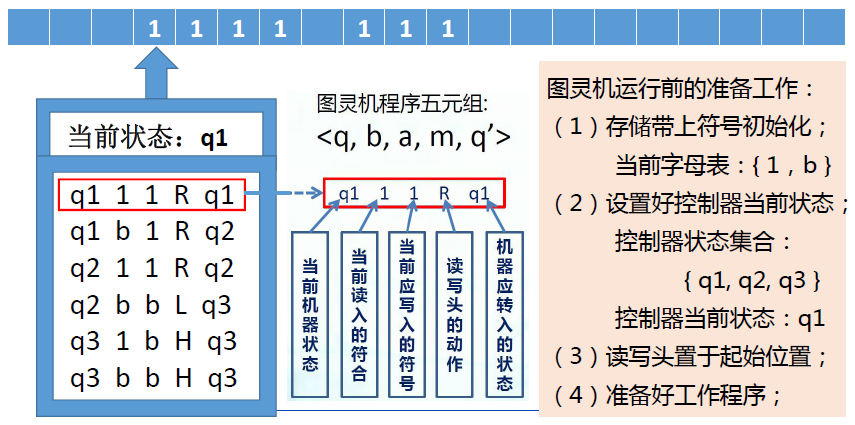 1 1 1 1 1 1 1
当前状态：q1
q1 1 1 R q1
q1 b 1 R q2
q2 1 1 R q2
q2 b b L q3
q3 1 b H q3
q3 b b H q3
图灵机程序五元组:
<q, b, a, m, q’>
q1 1 1 R q1
当前机器状态
当前读入的符合
当前应写入的符号
读写头的动作
机器应转入的状态
图灵机运行前的准备工作：
（1）存储带上符号初始化；
当前字母表：{ 1，b }
（2）设置好控制器当前状态；
控制器状态集合：
{ q1, q2, q3 }
控制器当前状态：q1
（3）读写头置于起始位置；
（4）准备好工作程序；